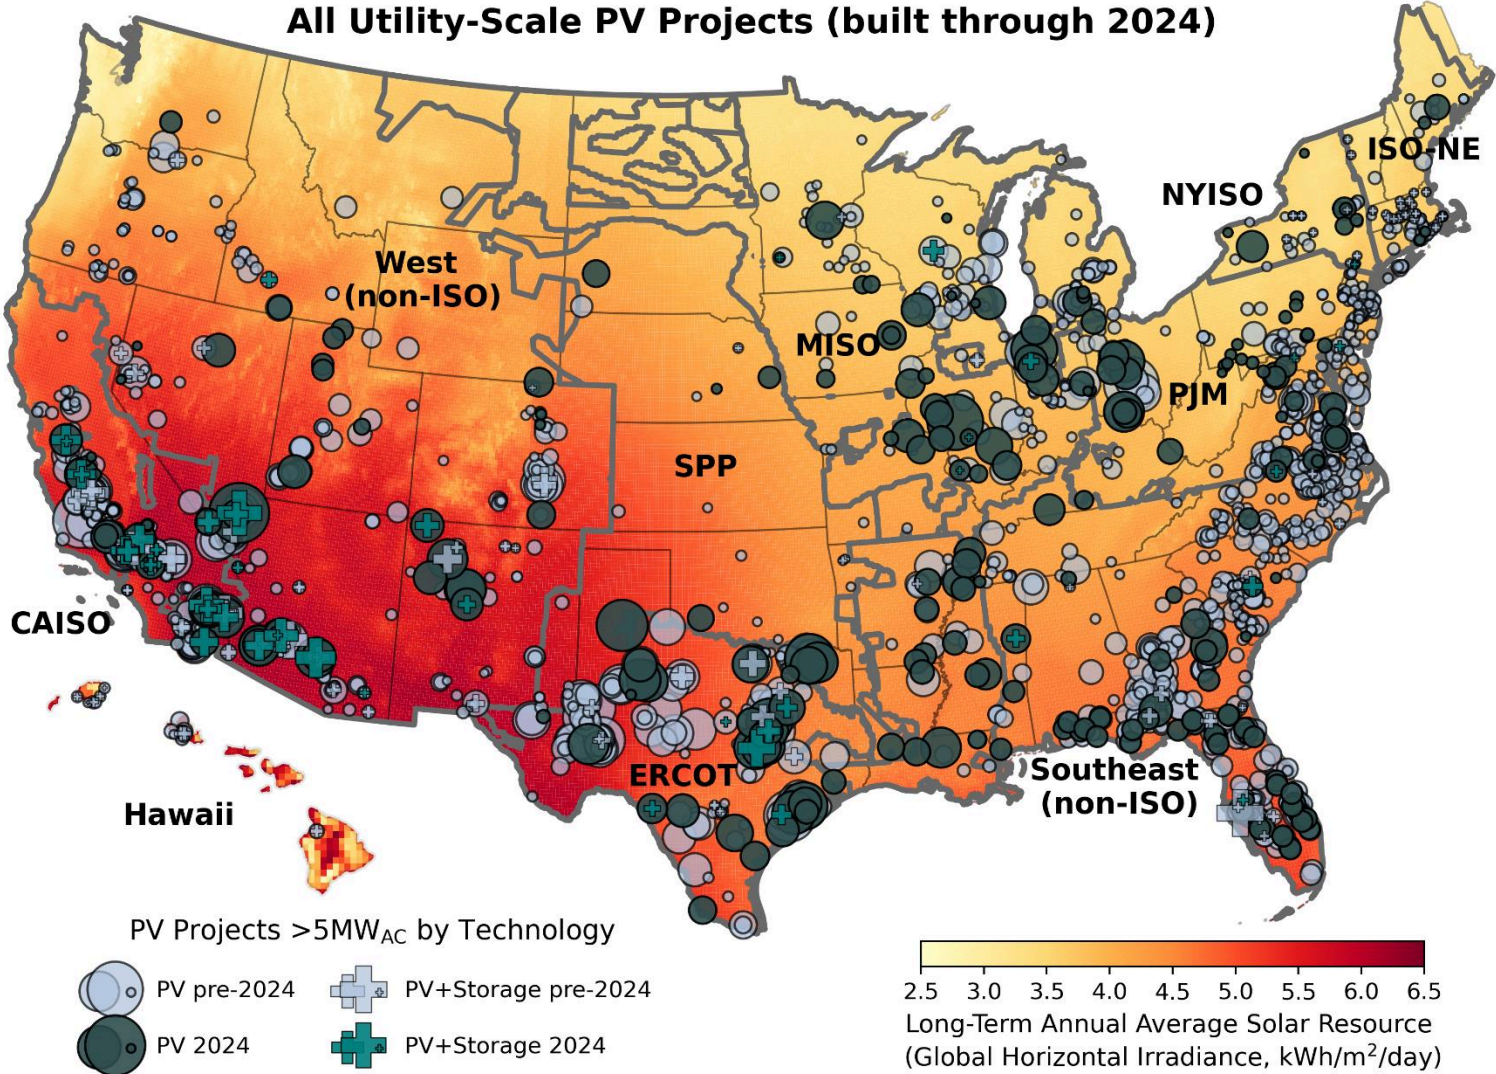 All Utility-Scale PV Projects (built through 2024)
ISO-NE
NYISO
West
(non-ISO)
MISO
PJM
SPP
CAISO
ERCOT
Southeast
(non-ISO)
Hawaii
PV Projects >5MWAC by Technology
PV pre-2024
PV+Storage pre-2024
PV 2024
PV+Storage 2024
2.5 3.0 3.5 4.0 4.5 5.0 5.5 6.0 6.5
Long-Term Annual Average Solar Resource
(Global Horizontal Irradiance, kWh/m²/day)